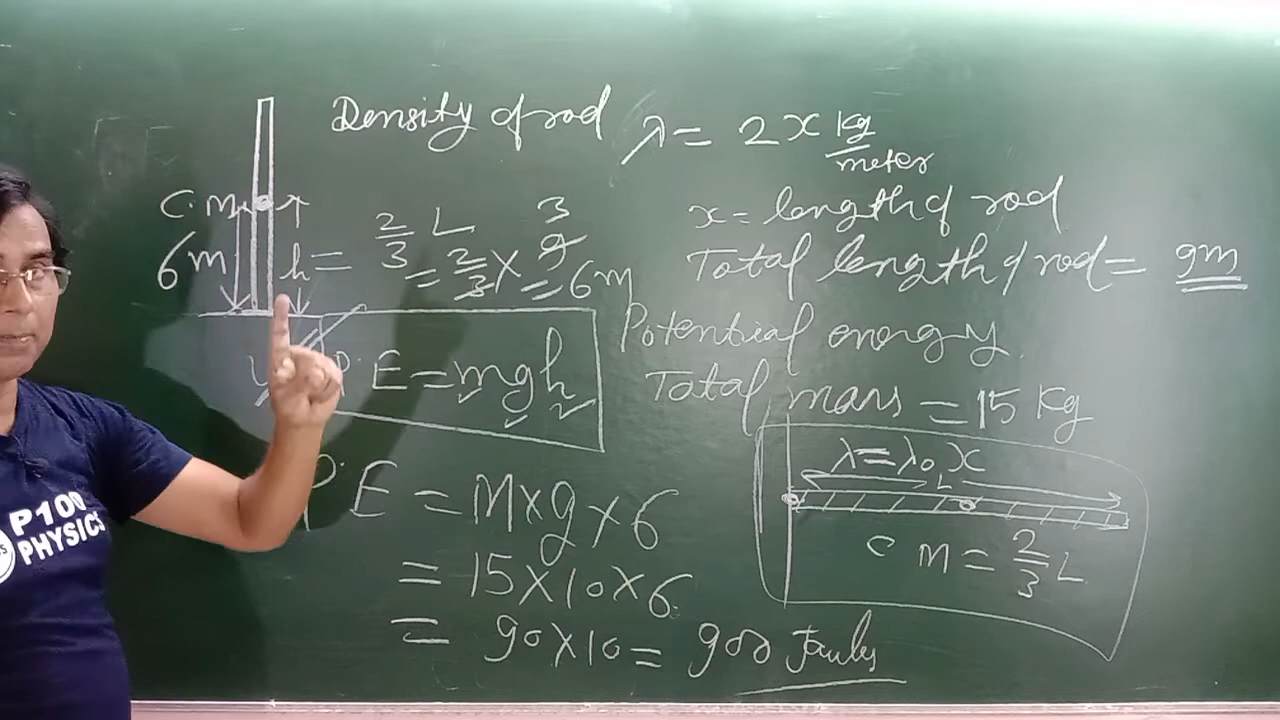 Density of rod λ = 2x kg/meter
C.M
6m
h = 2/3 L
= 2/3 × 9 3
= 6m
x = length of rod
Total length of rod = 9m
Potential energy
P.E = mgh
Total mass = 15 Kg
P.E = M×g×6
= 15×10×6
= 90×10 = 900 Joules
λ = λ₀ x
L
C M = 2/3 L
P100
PHYSICS